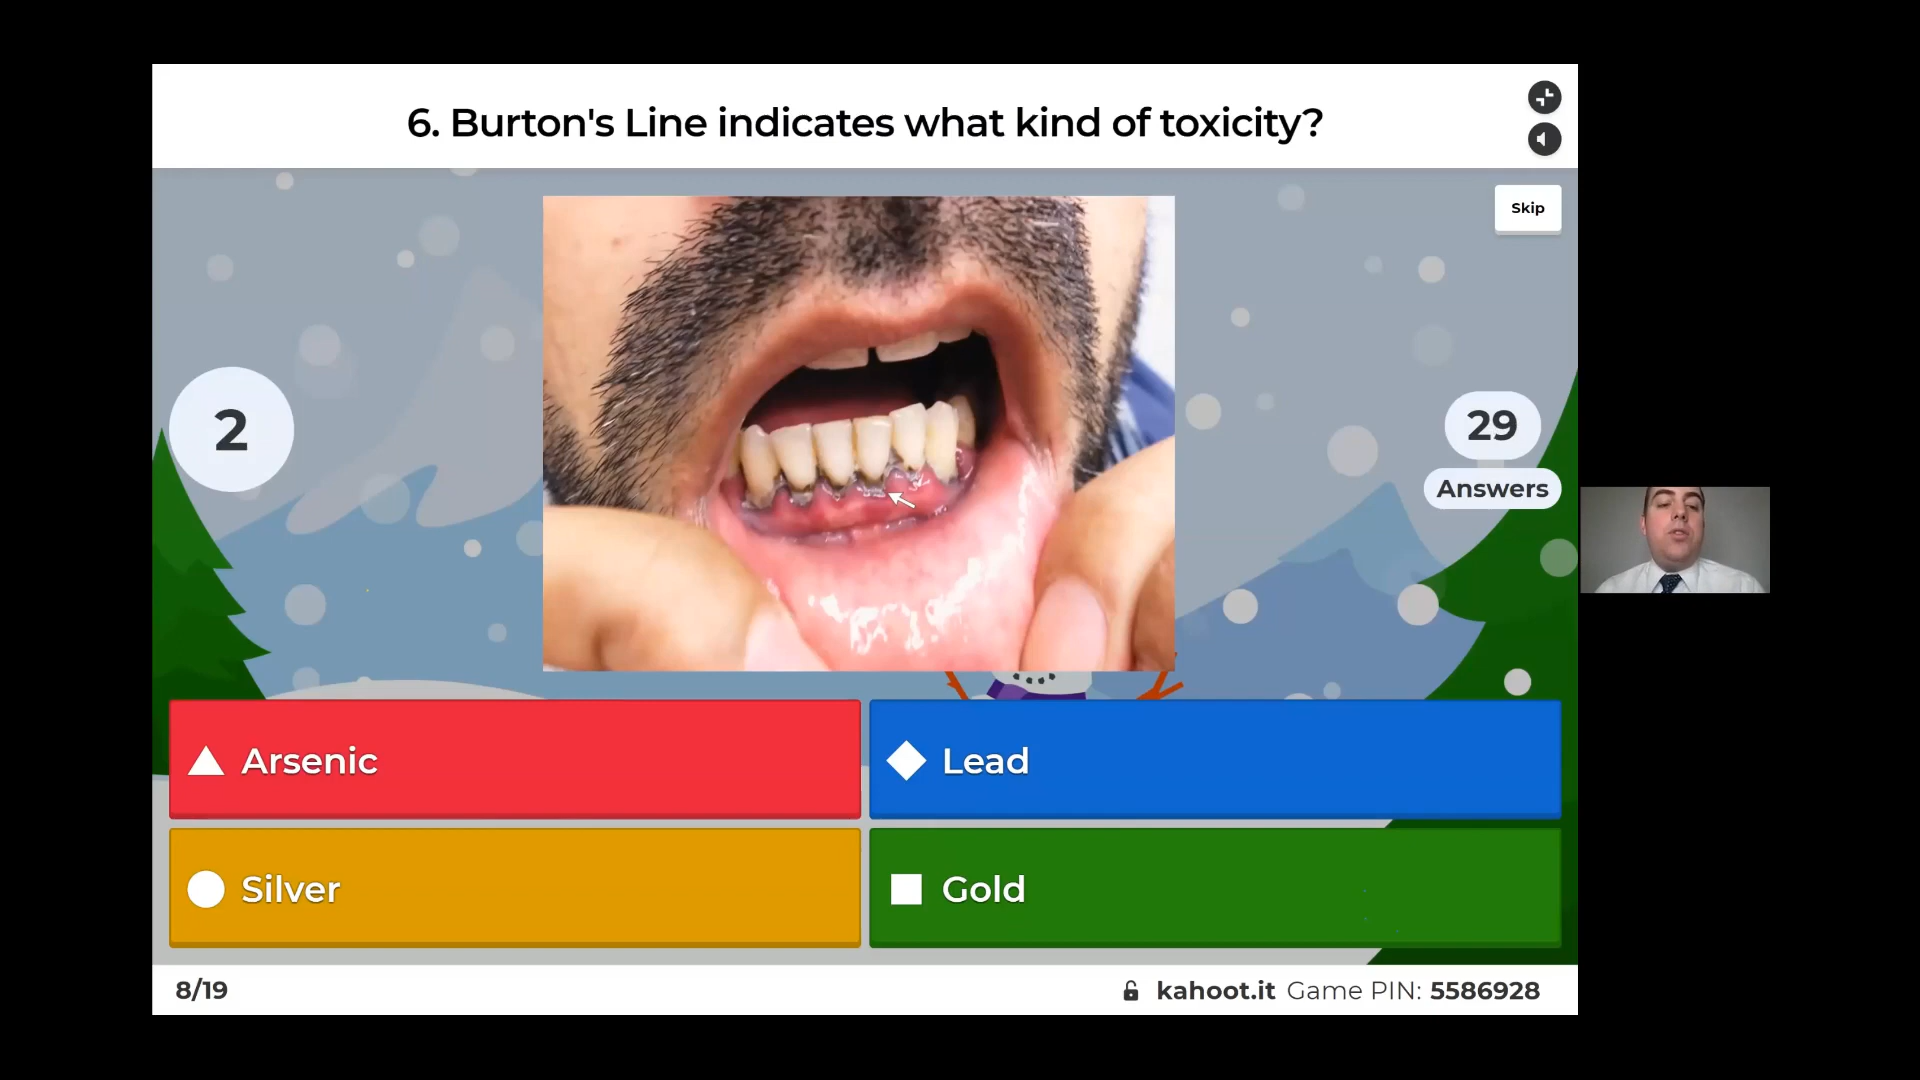 6. Burton's Line indicates what kind of toxicity?
Skip
2
29
Answers
Arsenic
Lead
Silver
Gold
8/19
kahoot.it Game PIN: 5586928